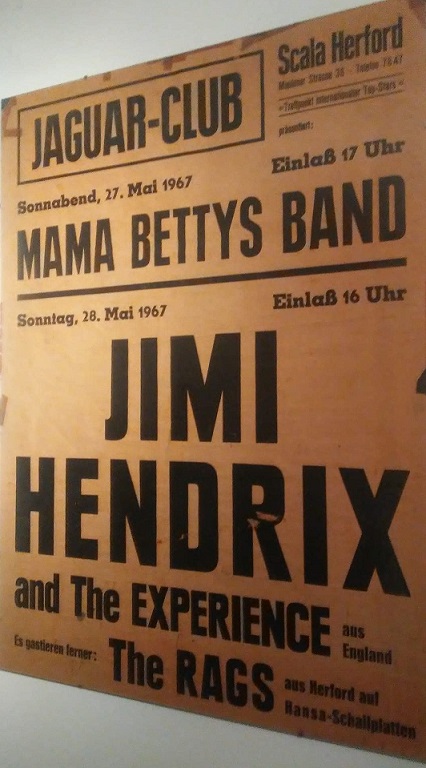 JAGUAR-CLUB
Scala Herford
»Treffpunkt internationaler Top-Stars«
präsentiert:
Sonnabend, 27. Mai 1967
Einlaß 17 Uhr
MAMA BETTYS BAND
Sonntag, 28. Mai 1967
Einlaß 16 Uhr
JIMI
HENDRIX
and The EXPERIENCE
aus
England
Es gastieren ferner:
The RAGS
aus Herford auf
Hansa-Schallplatten